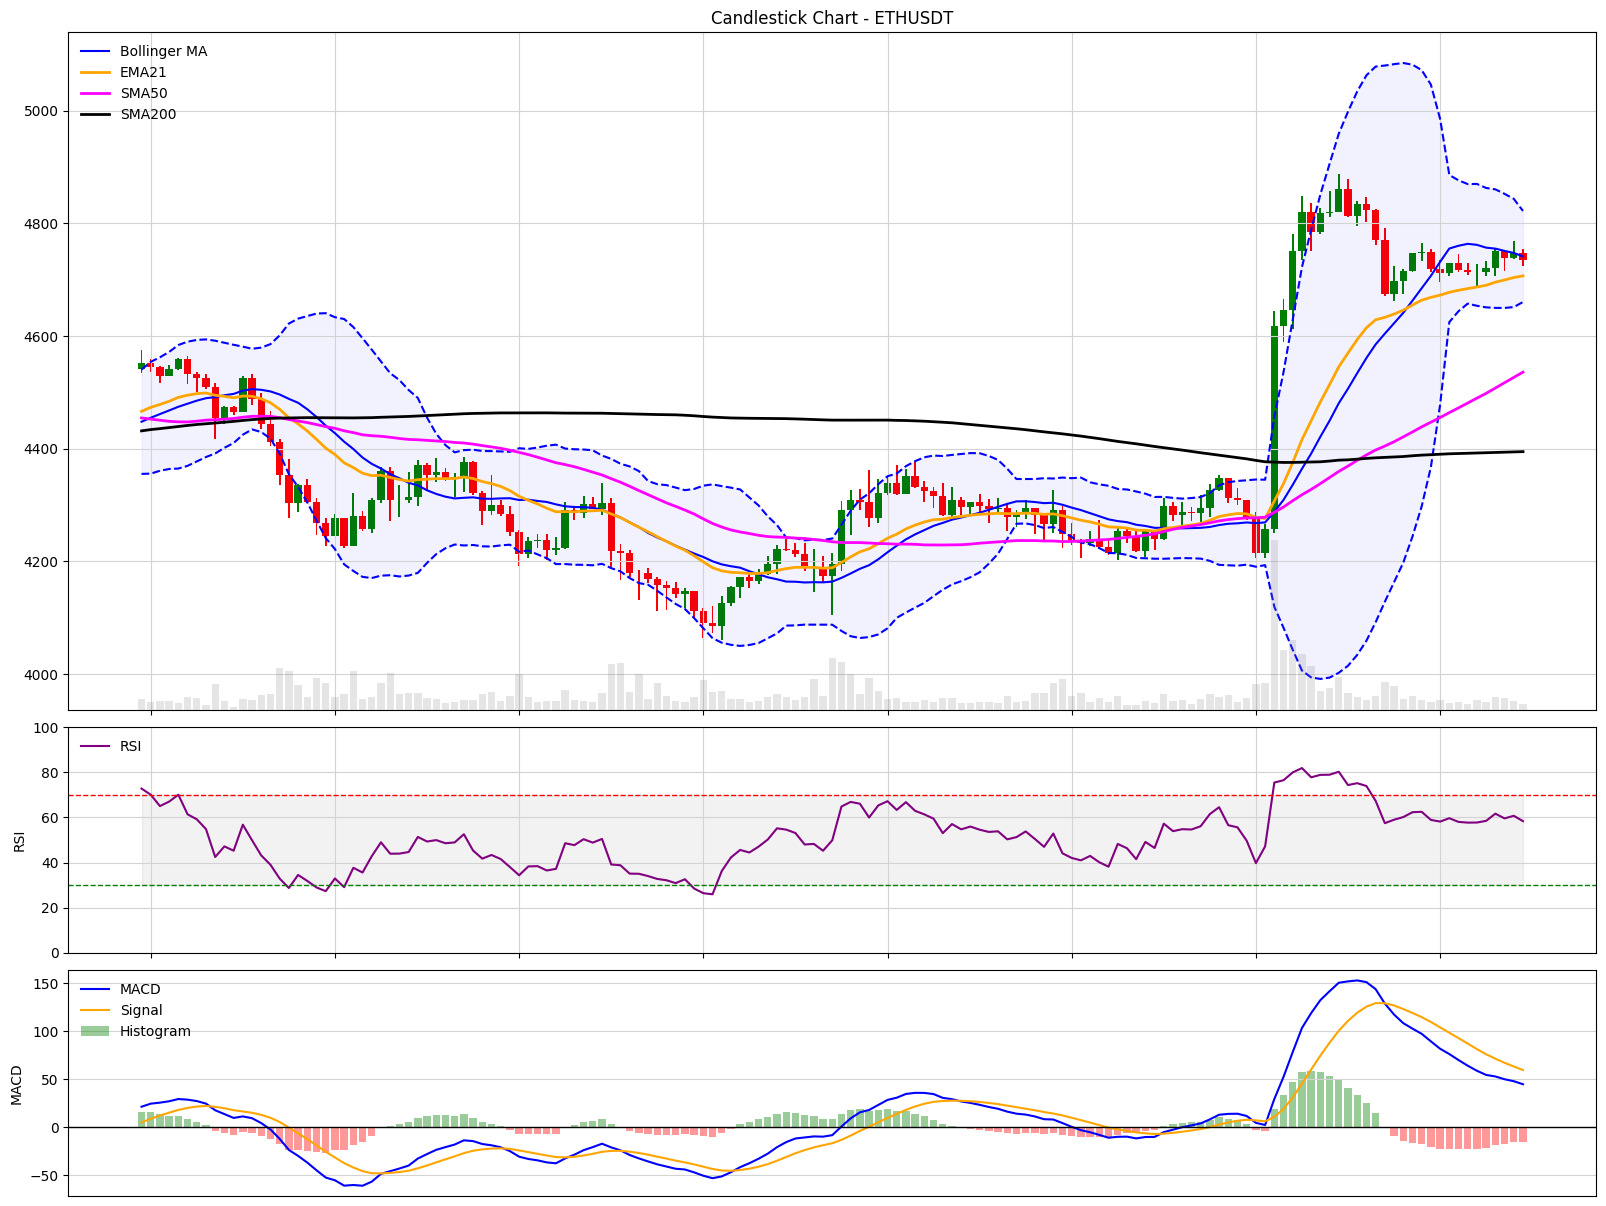 Candlestick Chart - ETHUSDT
Bollinger MA
EMA21
SMA50
SMA200
5000
4800
4600
4400
4200
4000
RSI
100
80
60
40
20
0
RSI
MACD
Signal
Histogram
150
100
50
0
−50
MACD